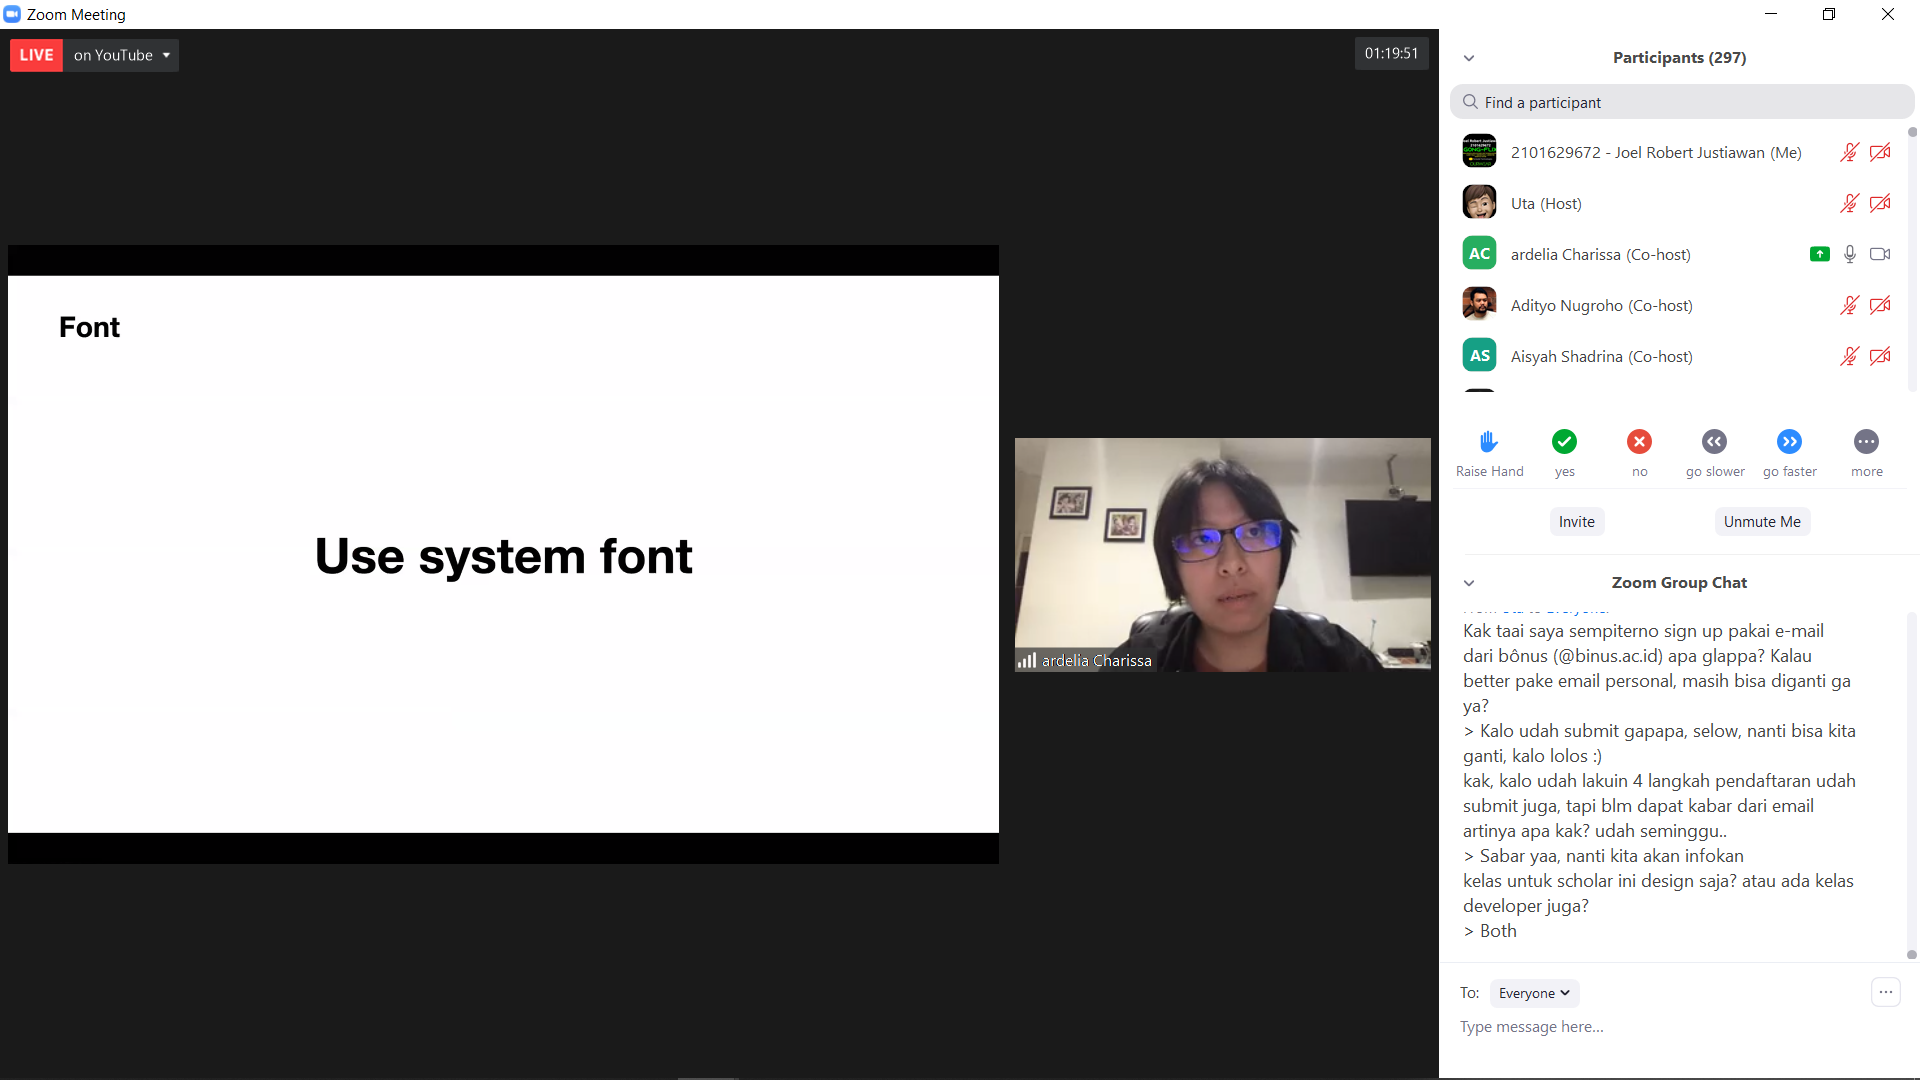 Zoom Meeting
LIVE on YouTube
01:19:51
Font
Use system font
ardelia Charissa
Participants (297)
Find a participant
2101629672 - Joel Robert Justiawan (Me)
Uta (Host)
AC ardelia Charissa (Co-host)
Adityo Nugroho (Co-host)
AS Aisyah Shadrina (Co-host)
Raise Hand yes no go slower go faster more
Invite Unmute Me
Zoom Group Chat
Kak taai saya sempiterno sign up pakai e-mail
dari bônus (@binus.ac.id) apa glappa? Kalau
better pake email personal, masih bisa diganti ga
ya?
> Kalo udah submit gapapa, selow, nanti bisa kita
ganti, kalo lolos :)
kak, kalo udah lakuin 4 langkah pendaftaran udah
submit juga, tapi blm dapat kabar dari email
artinya apa kak? udah seminggu..
> Sabar yaa, nanti kita akan infokan
kelas untuk scholar ini design saja? atau ada kelas
developer juga?
> Both
To: Everyone
Type message here...